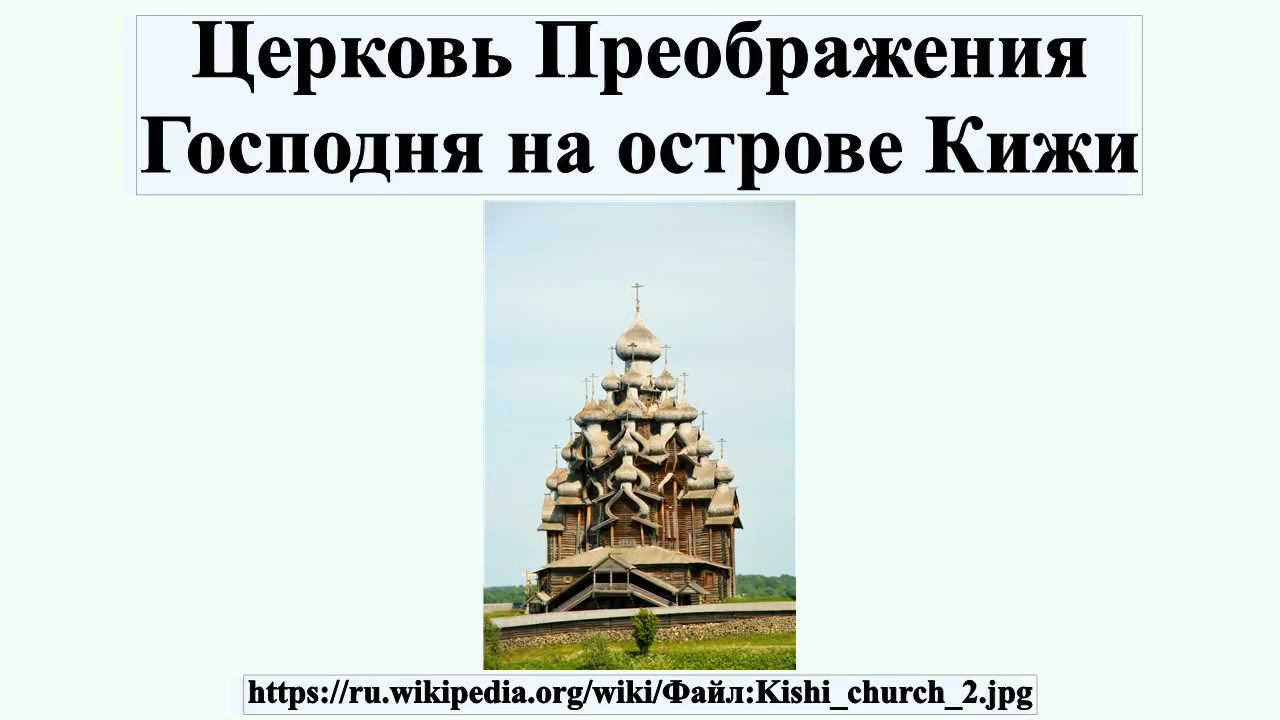 Церковь Преображения
Господня на острове Кижи
https://ru.wikipedia.org/wiki/Файл:Kishi_church_2.jpg